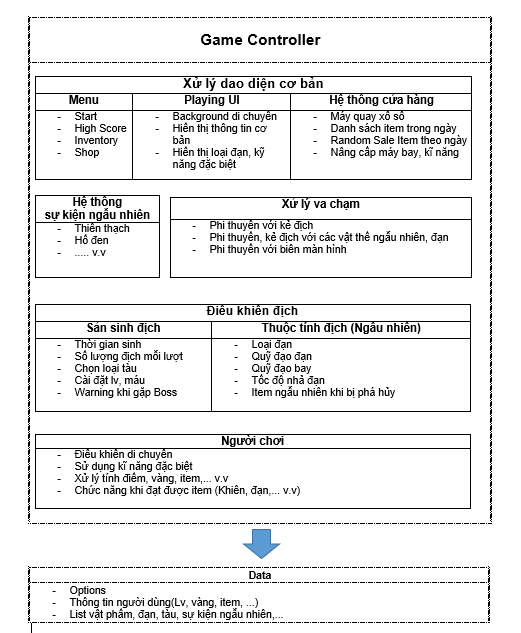 Game Controller
Xử lý dao diện cơ bản
Menu
- Start
- High Score
- Inventory
- Shop
Playing UI
- Background di chuyển
- Hiển thị thông tin cơ
bản
- Hiển thị loại đạn, kỹ
năng đặc biệt
Hệ thống cửa hàng
- Máy quay xổ số
- Danh sách item trong ngày
- Random Sale Item theo ngày
- Nâng cấp máy bay, kĩ năng
Hệ thống
sự kiện ngẫu nhiên
- Thiên thạch
- Hố đen
- ..... v.v
Xử lý va chạm
- Phi thuyền với kẻ địch
- Phi thuyền, kẻ địch với các vật thể ngẫu nhiên, đạn
- Phi thuyền với biên màn hình
Điều khiển địch
Sản sinh địch
- Thời gian sinh
- Số lượng địch mỗi lượt
- Chọn loại tàu
- Cài đặt lv, máu
- Warning khi gặp Boss
Thuộc tính địch (Ngẫu nhiên)
- Loại đạn
- Quỹ đạo đạn
- Quỹ đạo bay
- Tốc độ nhả đạn
- Item ngẫu nhiên khi bị phá hủy
Người chơi
- Điều khiển di chuyển
- Sử dụng kĩ năng đặc biệt
- Xử lý tính điểm, vàng, item,... v.v
- Chức năng khi đạt được item (Khiên, đạn,... v.v)
Data
- Options
- Thông tin người dùng(Lv, vàng, item, ...)
- List vật phẩm, đạn, tàu, sự kiện ngẫu nhiên,...